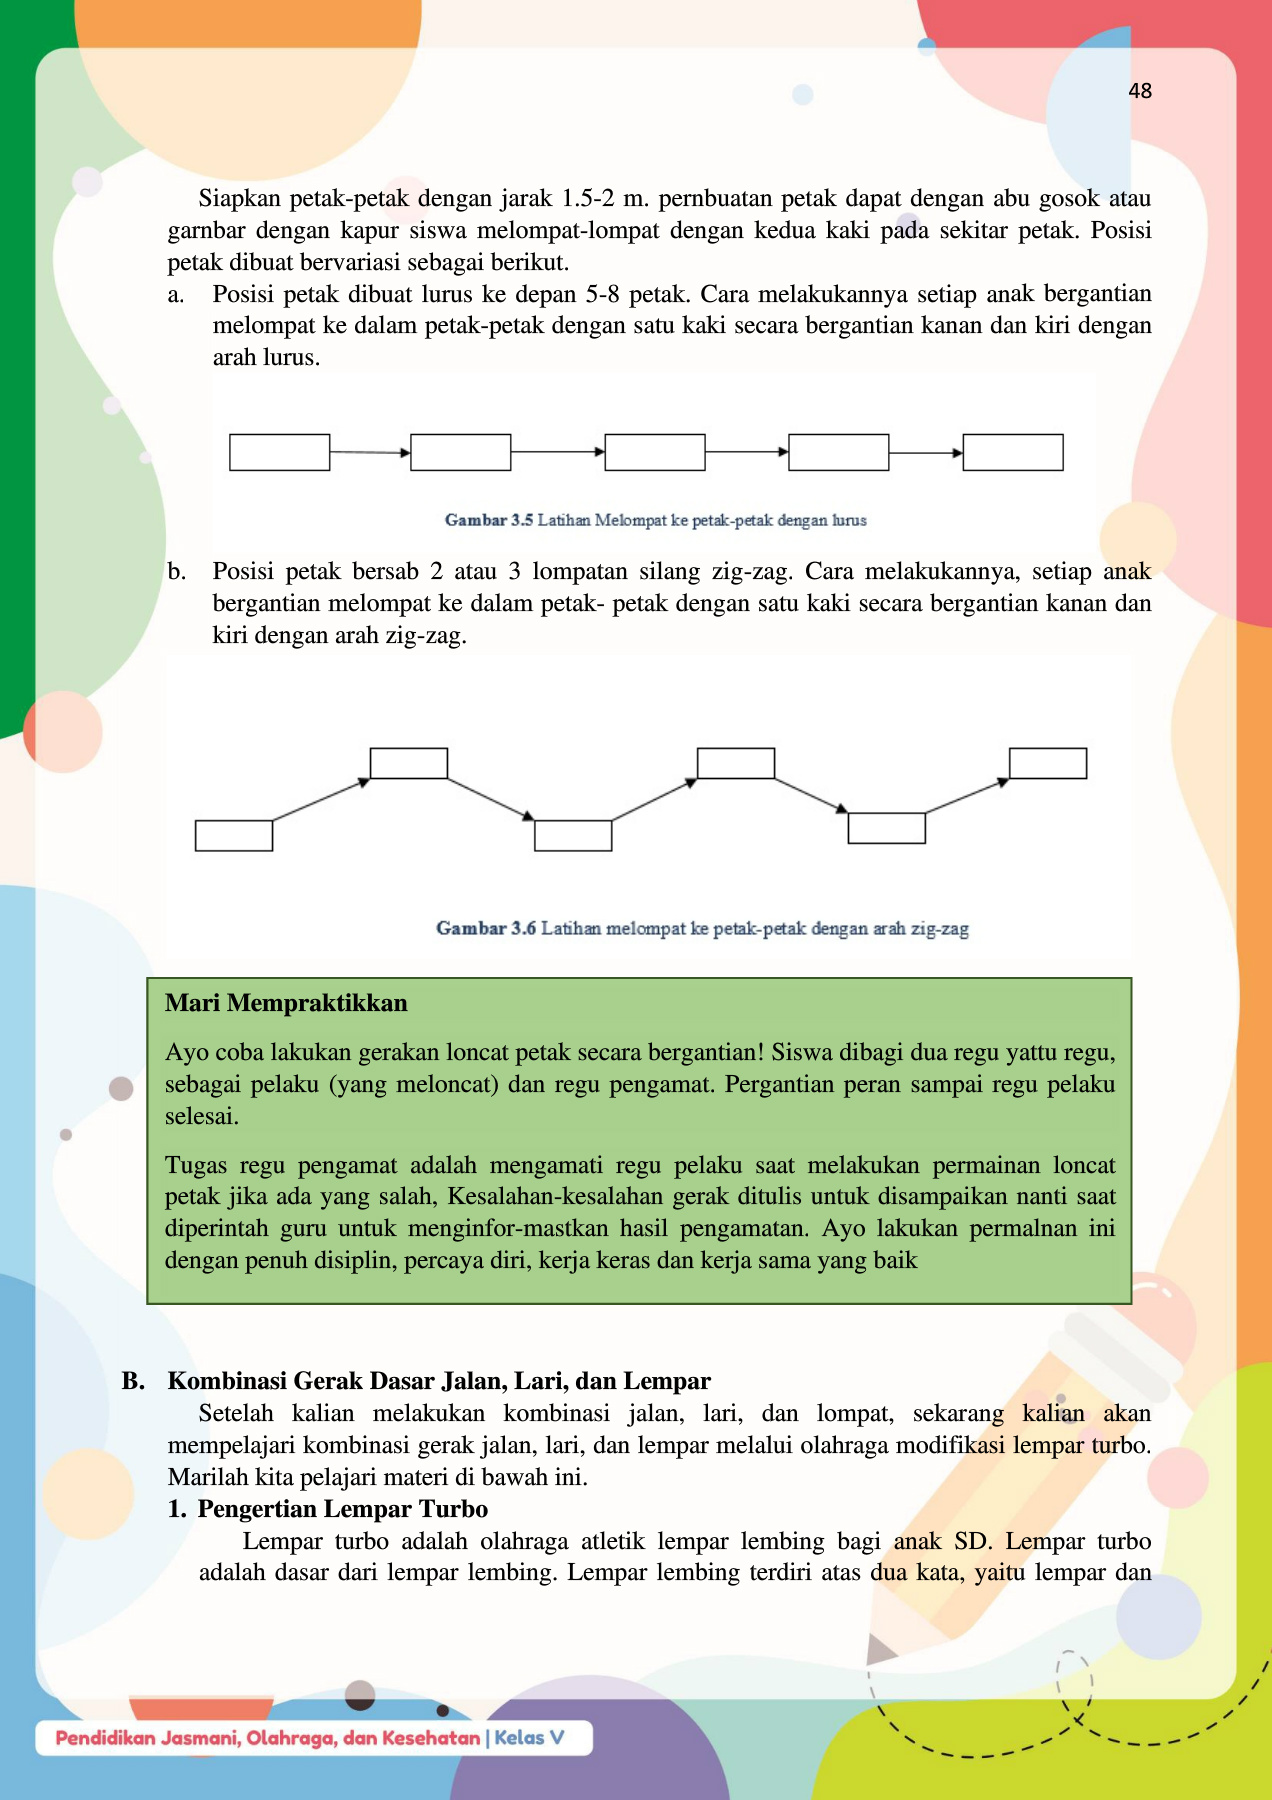 48
Siapkan petak-petak dengan jarak 1.5-2 m. pernbuatan petak dapat dengan abu gosok atau
garnbar dengan kapur siswa melompat-lompat dengan kedua kaki pada sekitar petak. Posisi
petak dibuat bervariasi sebagai berikut.
a. Posisi petak dibuat lurus ke depan 5-8 petak. Cara melakukannya setiap anak bergantian
melompat ke dalam petak-petak dengan satu kaki secara bergantian kanan dan kiri dengan
arah lurus.
Gambar 3.5 Latihan Melompat ke petak-petak dengan lurus
b. Posisi petak bersab 2 atau 3 lompatan silang zig-zag. Cara melakukannya, setiap anak
bergantian melompat ke dalam petak- petak dengan satu kaki secara bergantian kanan dan
kiri dengan arah zig-zag.
Gambar 3.6 Latihan melompat ke petak-petak dengan arah zig-zag
Mari Mempraktikkan
Ayo coba lakukan gerakan loncat petak secara bergantian! Siswa dibagi dua regu yattu regu,
sebagai pelaku (yang meloncat) dan regu pengamat. Pergantian peran sampai regu pelaku
selesai.
Tugas regu pengamat adalah mengamati regu pelaku saat melakukan permainan loncat
petak jika ada yang salah, Kesalahan-kesalahan gerak ditulis untuk disampaikan nanti saat
diperintah guru untuk menginfor-mastkan hasil pengamatan. Ayo lakukan permalnan ini
dengan penuh disiplin, percaya diri, kerja keras dan kerja sama yang baik
B. Kombinasi Gerak Dasar Jalan, Lari, dan Lempar
Setelah kalian melakukan kombinasi jalan, lari, dan lompat, sekarang kalian akan
mempelajari kombinasi gerak jalan, lari, dan lempar melalui olahraga modifikasi lempar turbo.
Marilah kita pelajari materi di bawah ini.
1. Pengertian Lempar Turbo
Lempar turbo adalah olahraga atletik lempar lembing bagi anak SD. Lempar turbo
adalah dasar dari lempar lembing. Lempar lembing terdiri atas dua kata, yaitu lempar dan
Pendidikan Jasmani, Olahraga, dan Kesehatan | Kelas V